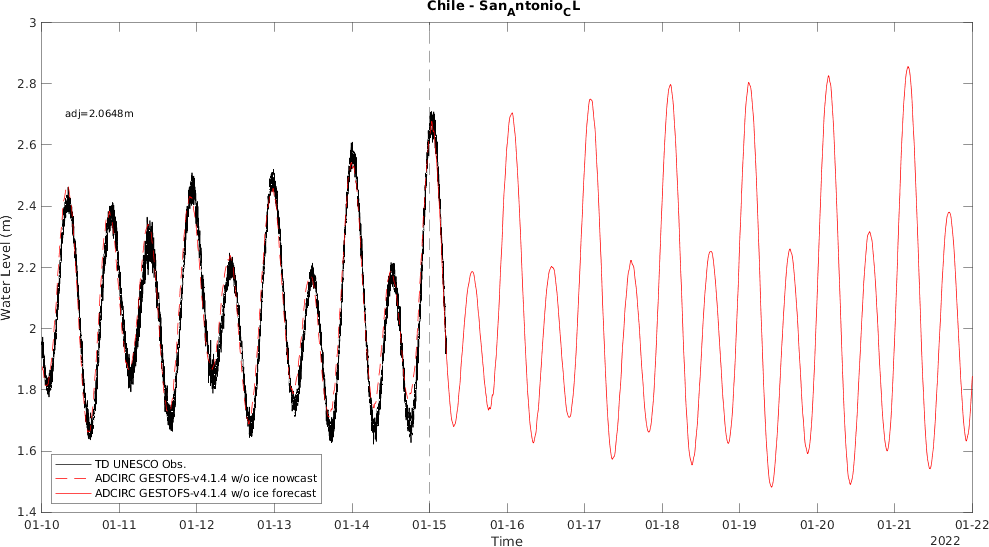 Chile - SanAntonioCL
3
2.8
2.6
2.4
2.2
2
1.8
1.6
1.4
Water Level (m)
adj=2.0648m
TD UNESCO Obs.
ADCIRC GESTOFS-v4.1.4 w/o ice nowcast
ADCIRC GESTOFS-v4.1.4 w/o ice forecast
01-10 01-11 01-12 01-13 01-14 01-15 01-16 01-17 01-18 01-19 01-20 01-21 01-22
Time
2022